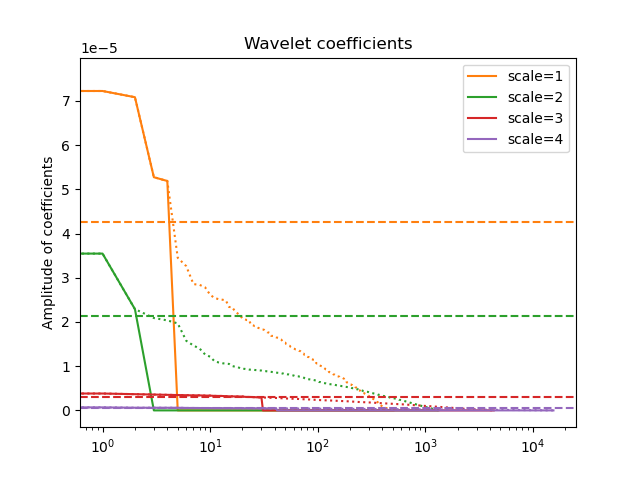 Wavelet coefficients
1e−5
Amplitude of coefficients
7
6
5
4
3
2
1
0
10⁰
10¹
10²
10³
10⁴
scale=1
scale=2
scale=3
scale=4